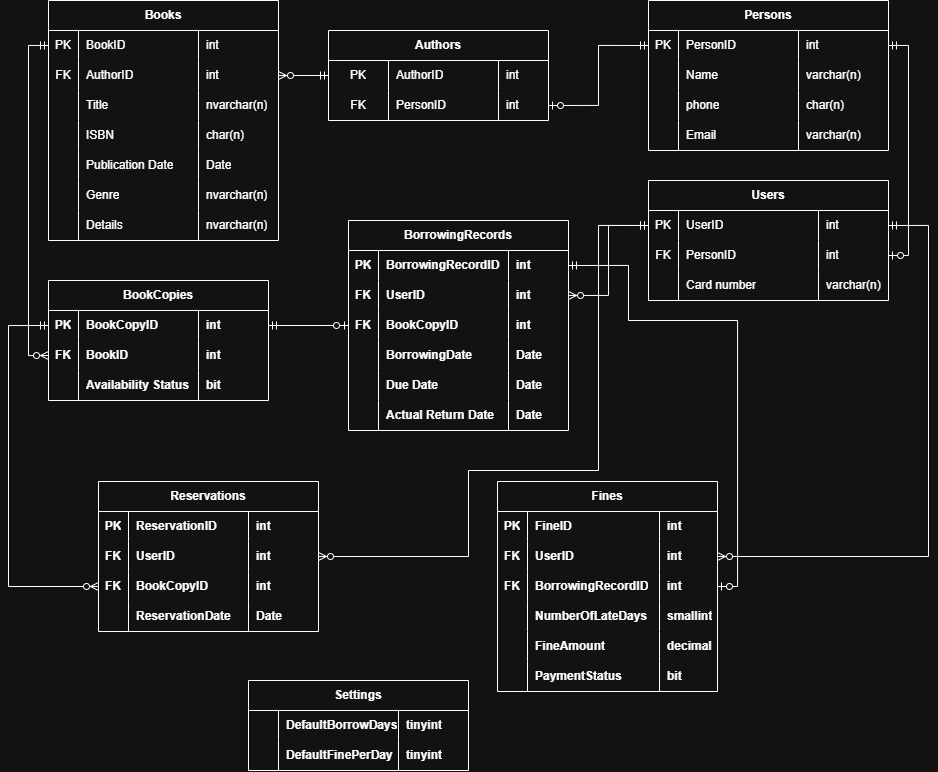 Books
PK BookID int
FK AuthorID int
Title nvarchar(n)
ISBN char(n)
Publication Date Date
Genre nvarchar(n)
Details nvarchar(n)
Authors
PK AuthorID int
FK PersonID int
Persons
PK PersonID int
Name varchar(n)
phone char(n)
Email varchar(n)
Users
PK UserID int
FK PersonID int
Card number varchar(n)
BorrowingRecords
PK BorrowingRecordID int
FK UserID int
FK BookCopyID int
BorrowingDate Date
Due Date Date
Actual Return Date Date
BookCopies
PK BookCopyID int
FK BookID int
Availability Status bit
Reservations
PK ReservationID int
FK UserID int
FK BookCopyID int
ReservationDate Date
Fines
PK FineID int
FK UserID int
FK BorrowingRecordID int
NumberOfLateDays smallint
FineAmount decimal
PaymentStatus bit
Settings
DefaultBorrowDays tinyint
DefaultFinePerDay tinyint